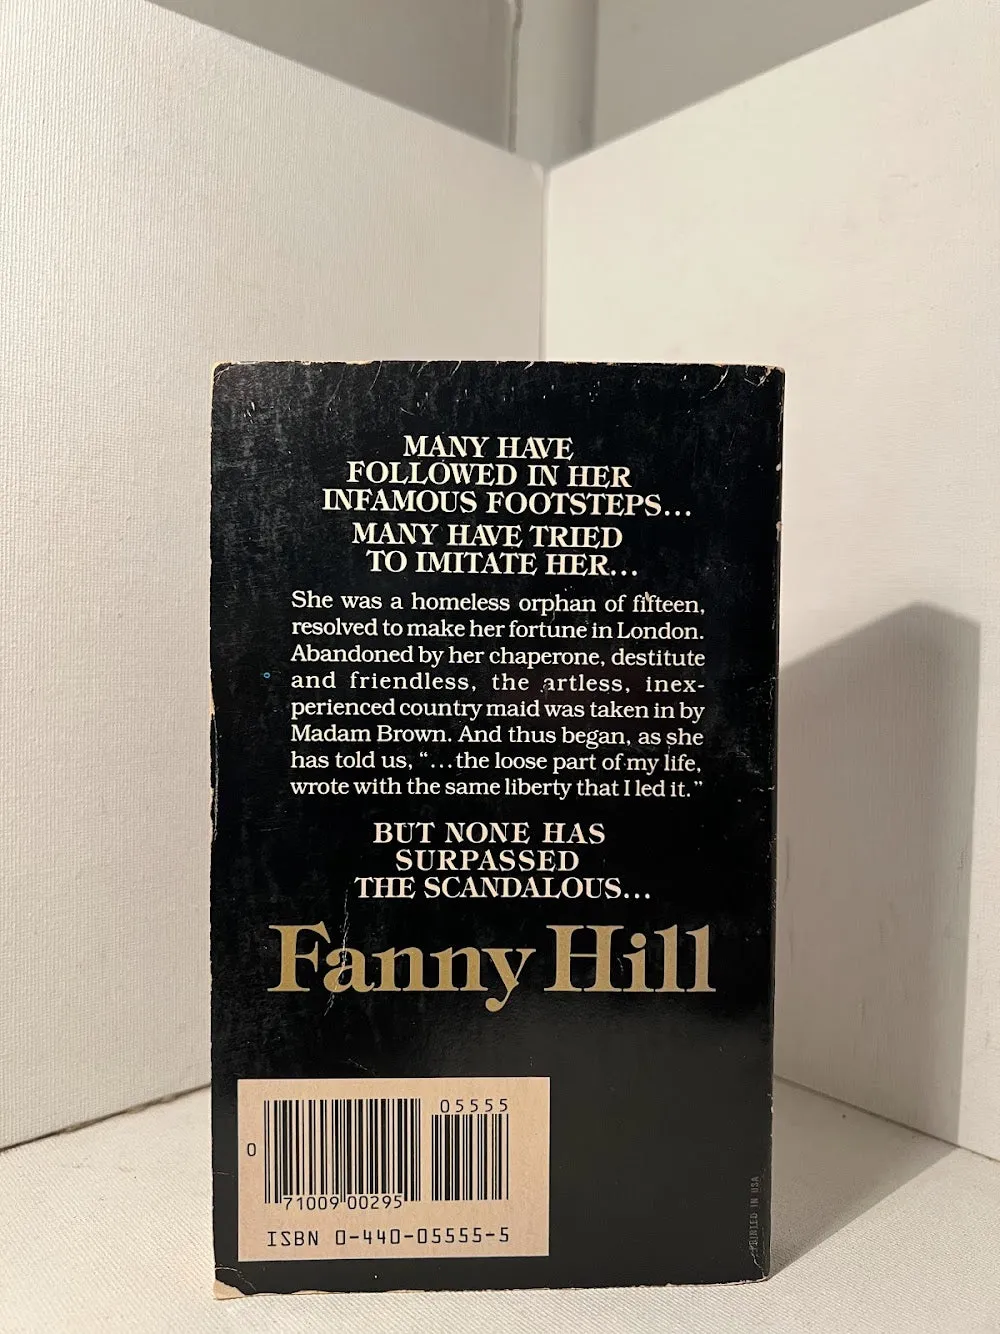 MANY HAVE
FOLLOWED IN HER
INFAMOUS FOOTSTEPS...
MANY HAVE TRIED
TO IMITATE HER...
She was a homeless orphan of fifteen,
resolved to make her fortune in London.
Abandoned by her chaperone, destitute
and friendless, the artless, inex-
perienced country maid was taken in by
Madam Brown. And thus began, as she
has told us, “...the loose part of my life,
wrote with the same liberty that I led it.”
BUT NONE HAS
SURPASSED
THE SCANDALOUS...
Fanny Hill
05555
0
71009 00295
ISBN 0-440-05555-5
PRINTED IN USA